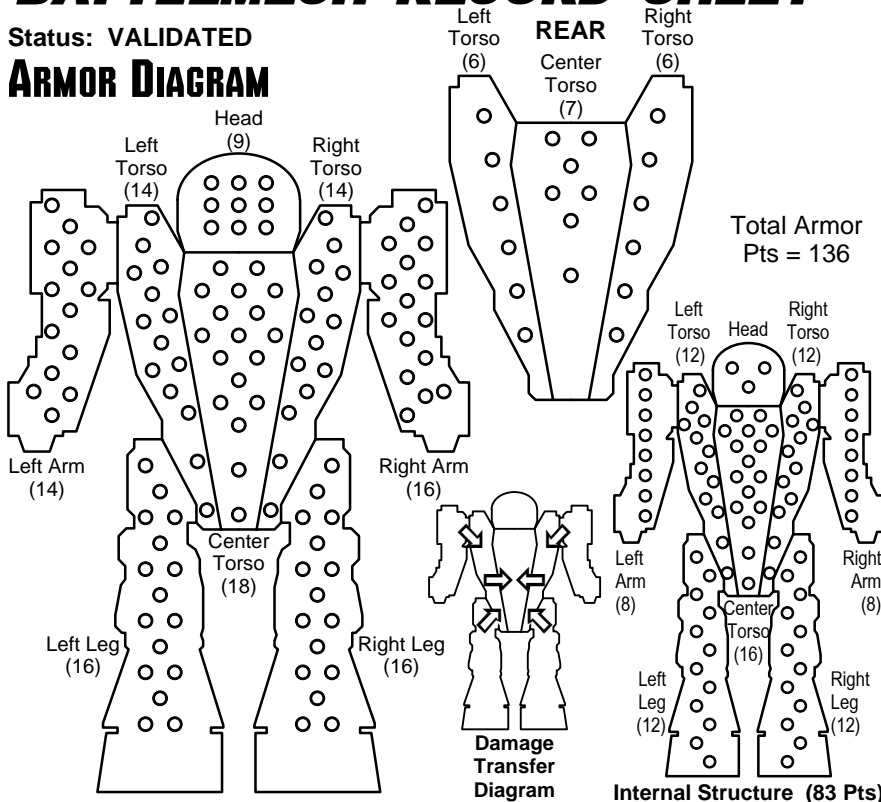 BATTLEMECH RECORD SHEET
Status: VALIDATED
ARMOR DIAGRAM
Left
Torso
(6)
REAR
Center
Torso
(7)
Right
Torso
(6)
Head
(9)
Left
Torso
(14)
Right
Torso
(14)
Total Armor
Pts = 136
Left Arm
(14)
Right Arm
(16)
Center
Torso
(18)
Left Leg
(16)
Right Leg
(16)
Damage
Transfer
Diagram
Left
Torso
(12)
Head
Right
Torso
(12)
Left
Arm
(8)
Right
Arm
(8)
Center
Torso
(16)
Left
Leg
(12)
Right
Leg
(12)
Internal Structure (83 Pts)